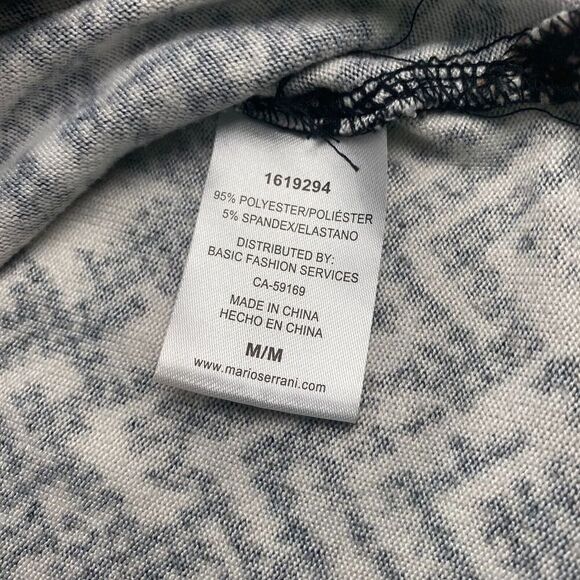 1619294
95% POLYESTER/POLIÉSTER
5% SPANDEX/ELASTANO
DISTRIBUTED BY:
BASIC FASHION SERVICES
CA-59169
MADE IN CHINA
HECHO EN CHINA
M/M
www.marioserrani.com